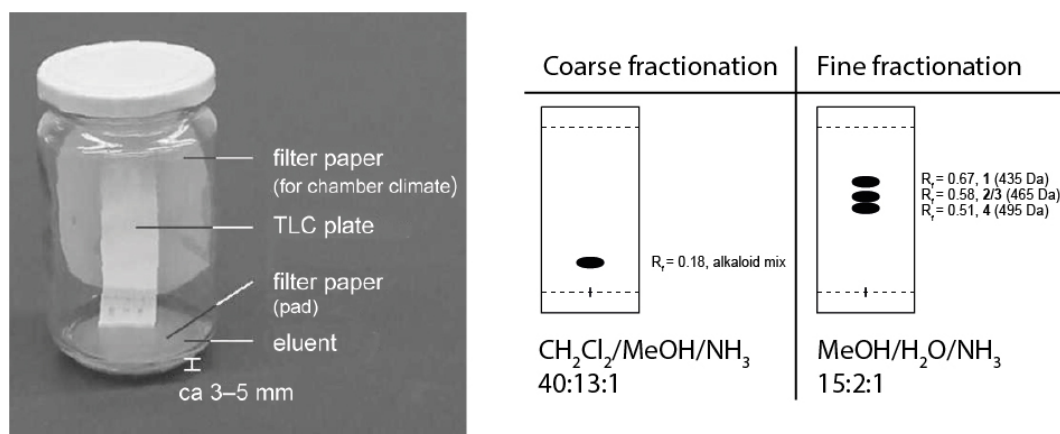 filter paper
(for chamber climate)
TLC plate
filter paper
(pad)
eluent
ca 3–5 mm
Coarse fractionation
Rf = 0.18, alkaloid mix
CH2Cl2/MeOH/NH3
40:13:1
Fine fractionation
Rf = 0.67, 1 (435 Da)
Rf = 0.58, 2/3 (465 Da)
Rf = 0.51, 4 (495 Da)
MeOH/H2O/NH3
15:2:1